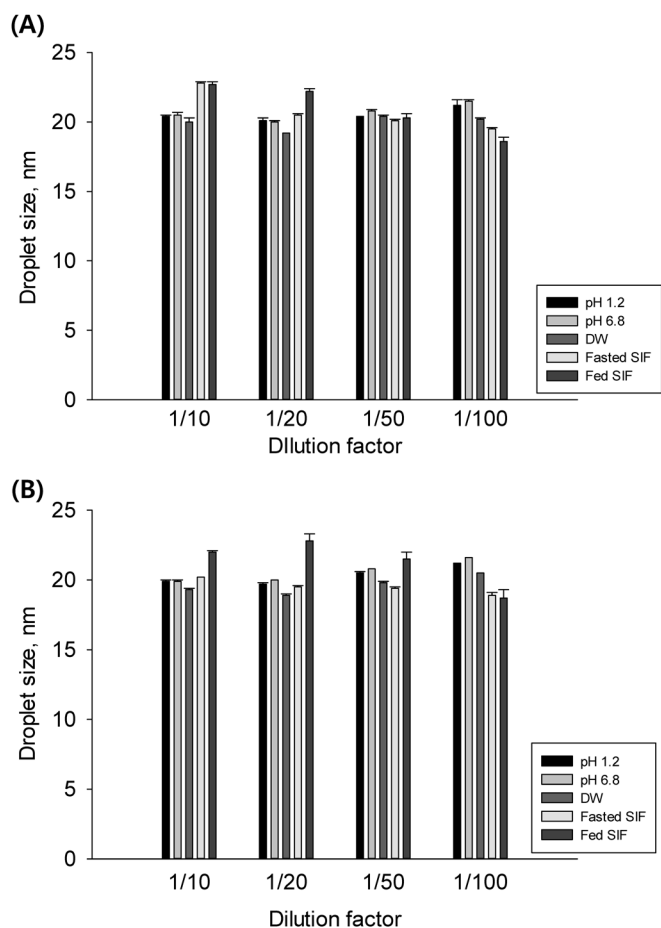 (A)
25
20
15
10
5
0
Droplet size, nm
1/10 1/20 1/50 1/100
DIlution factor
pH 1.2
pH 6.8
DW
Fasted SIF
Fed SIF
(B)
25
20
15
10
5
0
Droplet size, nm
1/10 1/20 1/50 1/100
Dilution factor
pH 1.2
pH 6.8
DW
Fasted SIF
Fed SIF